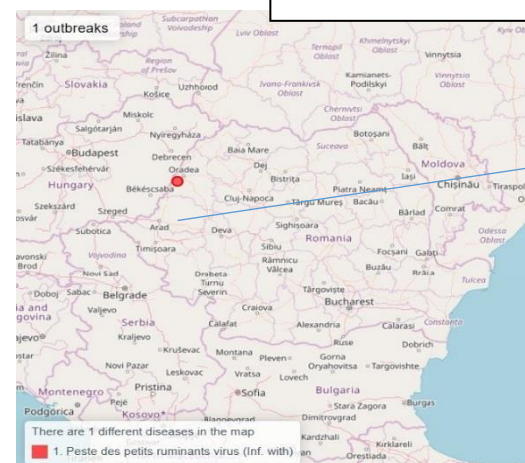 1 outbreaks
Subcarpathian Voivodeship
Lviv Oblast
Ternopil Oblast
Khmelnytskyi Oblast
Vinnytsia
Žilina
Region of Prešov
Slovakia
Košice
Uzhhorod
Ivano-Frankivsk Oblast
Kamianets-Podilskyi
Vinnytsia Oblast
Chernivtsi Oblast
Miskolc
Salgótarján
Nyíregyháza
Tatabánya
Budapest
Debrecen
Baia Mare
Suceava
Botoșani
Bălț
Székesfehérvár
Oradea
Dej
Bistrița
Moldova
Hungary
Békéscsaba
Cluj-Napoca
Piatra Neamț
Iași
Chișinău
Tiraspol
Szekszárd
Szeged
Târgu Mureș
Bacău
Bârlad
Comrat
Subotica
Arad
Deva
Sighișoara
Odessa Oblast
Vojvodina
Timișoara
Sibiu
Romania
Focșani
Galați
Novi Sad
Râmnicu Vâlcea
Buzău
Brăila
Tulcea
Doboj
Šabac
Belgrade
Drobeta Turnu Severin
Târgoviște
Bucharest
Valjevo
Craiova
Constanța
Serbia
Calafat
Alexandria
Calarasi
Kraljevo
Ruse
Dobrich
Kruševac
Montana
Pleven
Gorna Oryahovitsa
Targovishte
Novi Pazar
Leskovac
Vratsa
Lovech
Montenegro
Pristina
Sofia
Bulgaria
Podgorica
Pejë
Kosovo
Stara Zagora
Burgas
Blagoevgrad
Dimitrovgrad
There are 1 different diseases in the map
Kardzhali
Kırklareli
1. Peste des petits ruminants virus (Inf. with)
Orestiada